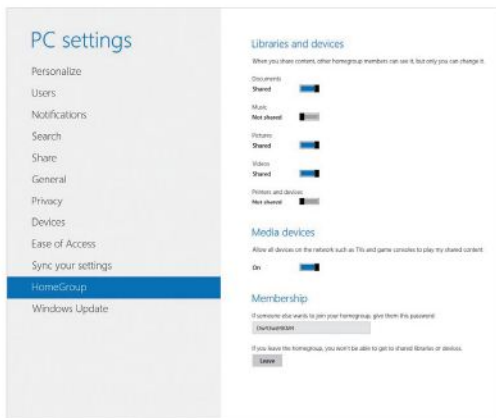 PC settings
Personalize
Users
Notifications
Search
Share
General
Privacy
Devices
Ease of Access
Sync your settings
HomeGroup
Windows Update
Libraries and devices
When you share content, other homegroup members can see it, but only you can change it.
Documents
Shared
Music
Not shared
Pictures
Shared
Videos
Shared
Printers and devices
Not shared
Media devices
Allow all devices on the network such as TVs and game consoles to play my shared content
On
Membership
If someone else wants to join your homegroup, give them this password:
If you leave the homegroup, you won't be able to get to shared libraries or devices.
Leave